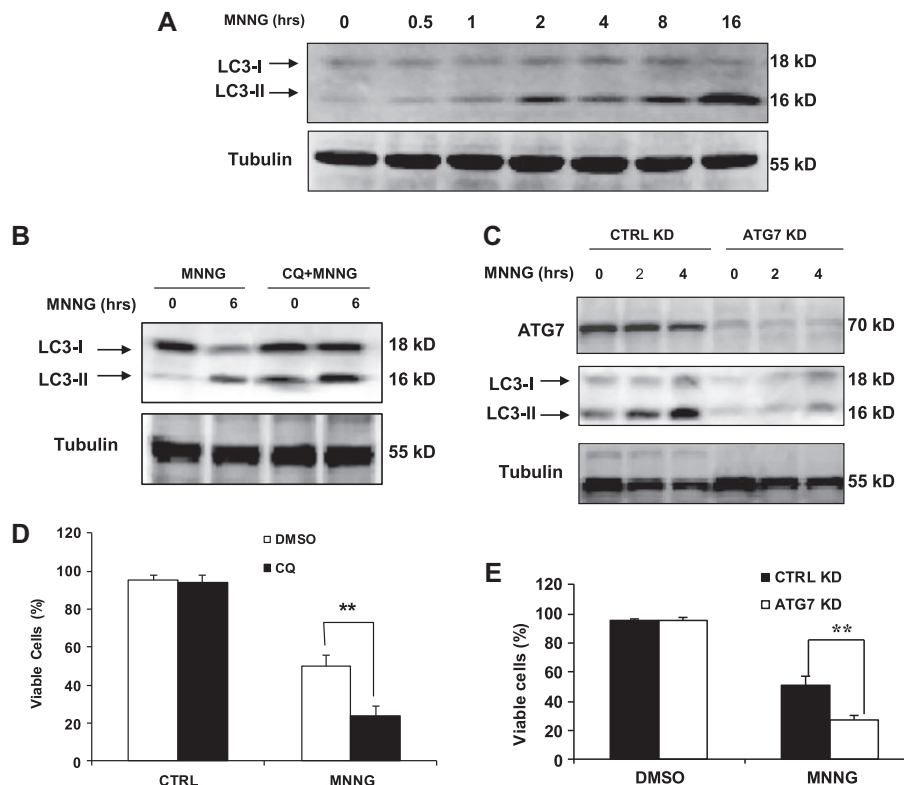 A
MNNG (hrs) 0 0.5 1 2 4 8 16
LC3-I 18 kD
LC3-II 16 kD
Tubulin 55 kD
B
MNNG CQ+MNNG
MNNG (hrs) 0 6 0 6
LC3-I 18 kD
LC3-II 16 kD
Tubulin 55 kD
C
CTRL KD ATG7 KD
MNNG (hrs) 0 2 4 0 2 4
ATG7 70 kD
LC3-I 18 kD
LC3-II 16 kD
Tubulin 55 kD
D
Viable Cells (%)
120
100
80
60
40
20
0
DMSO
CQ
**
CTRL MNNG
E
Viable cells (%)
120
100
80
60
40
20
0
CTRL KD
ATG7 KD
**
DMSO MNNG